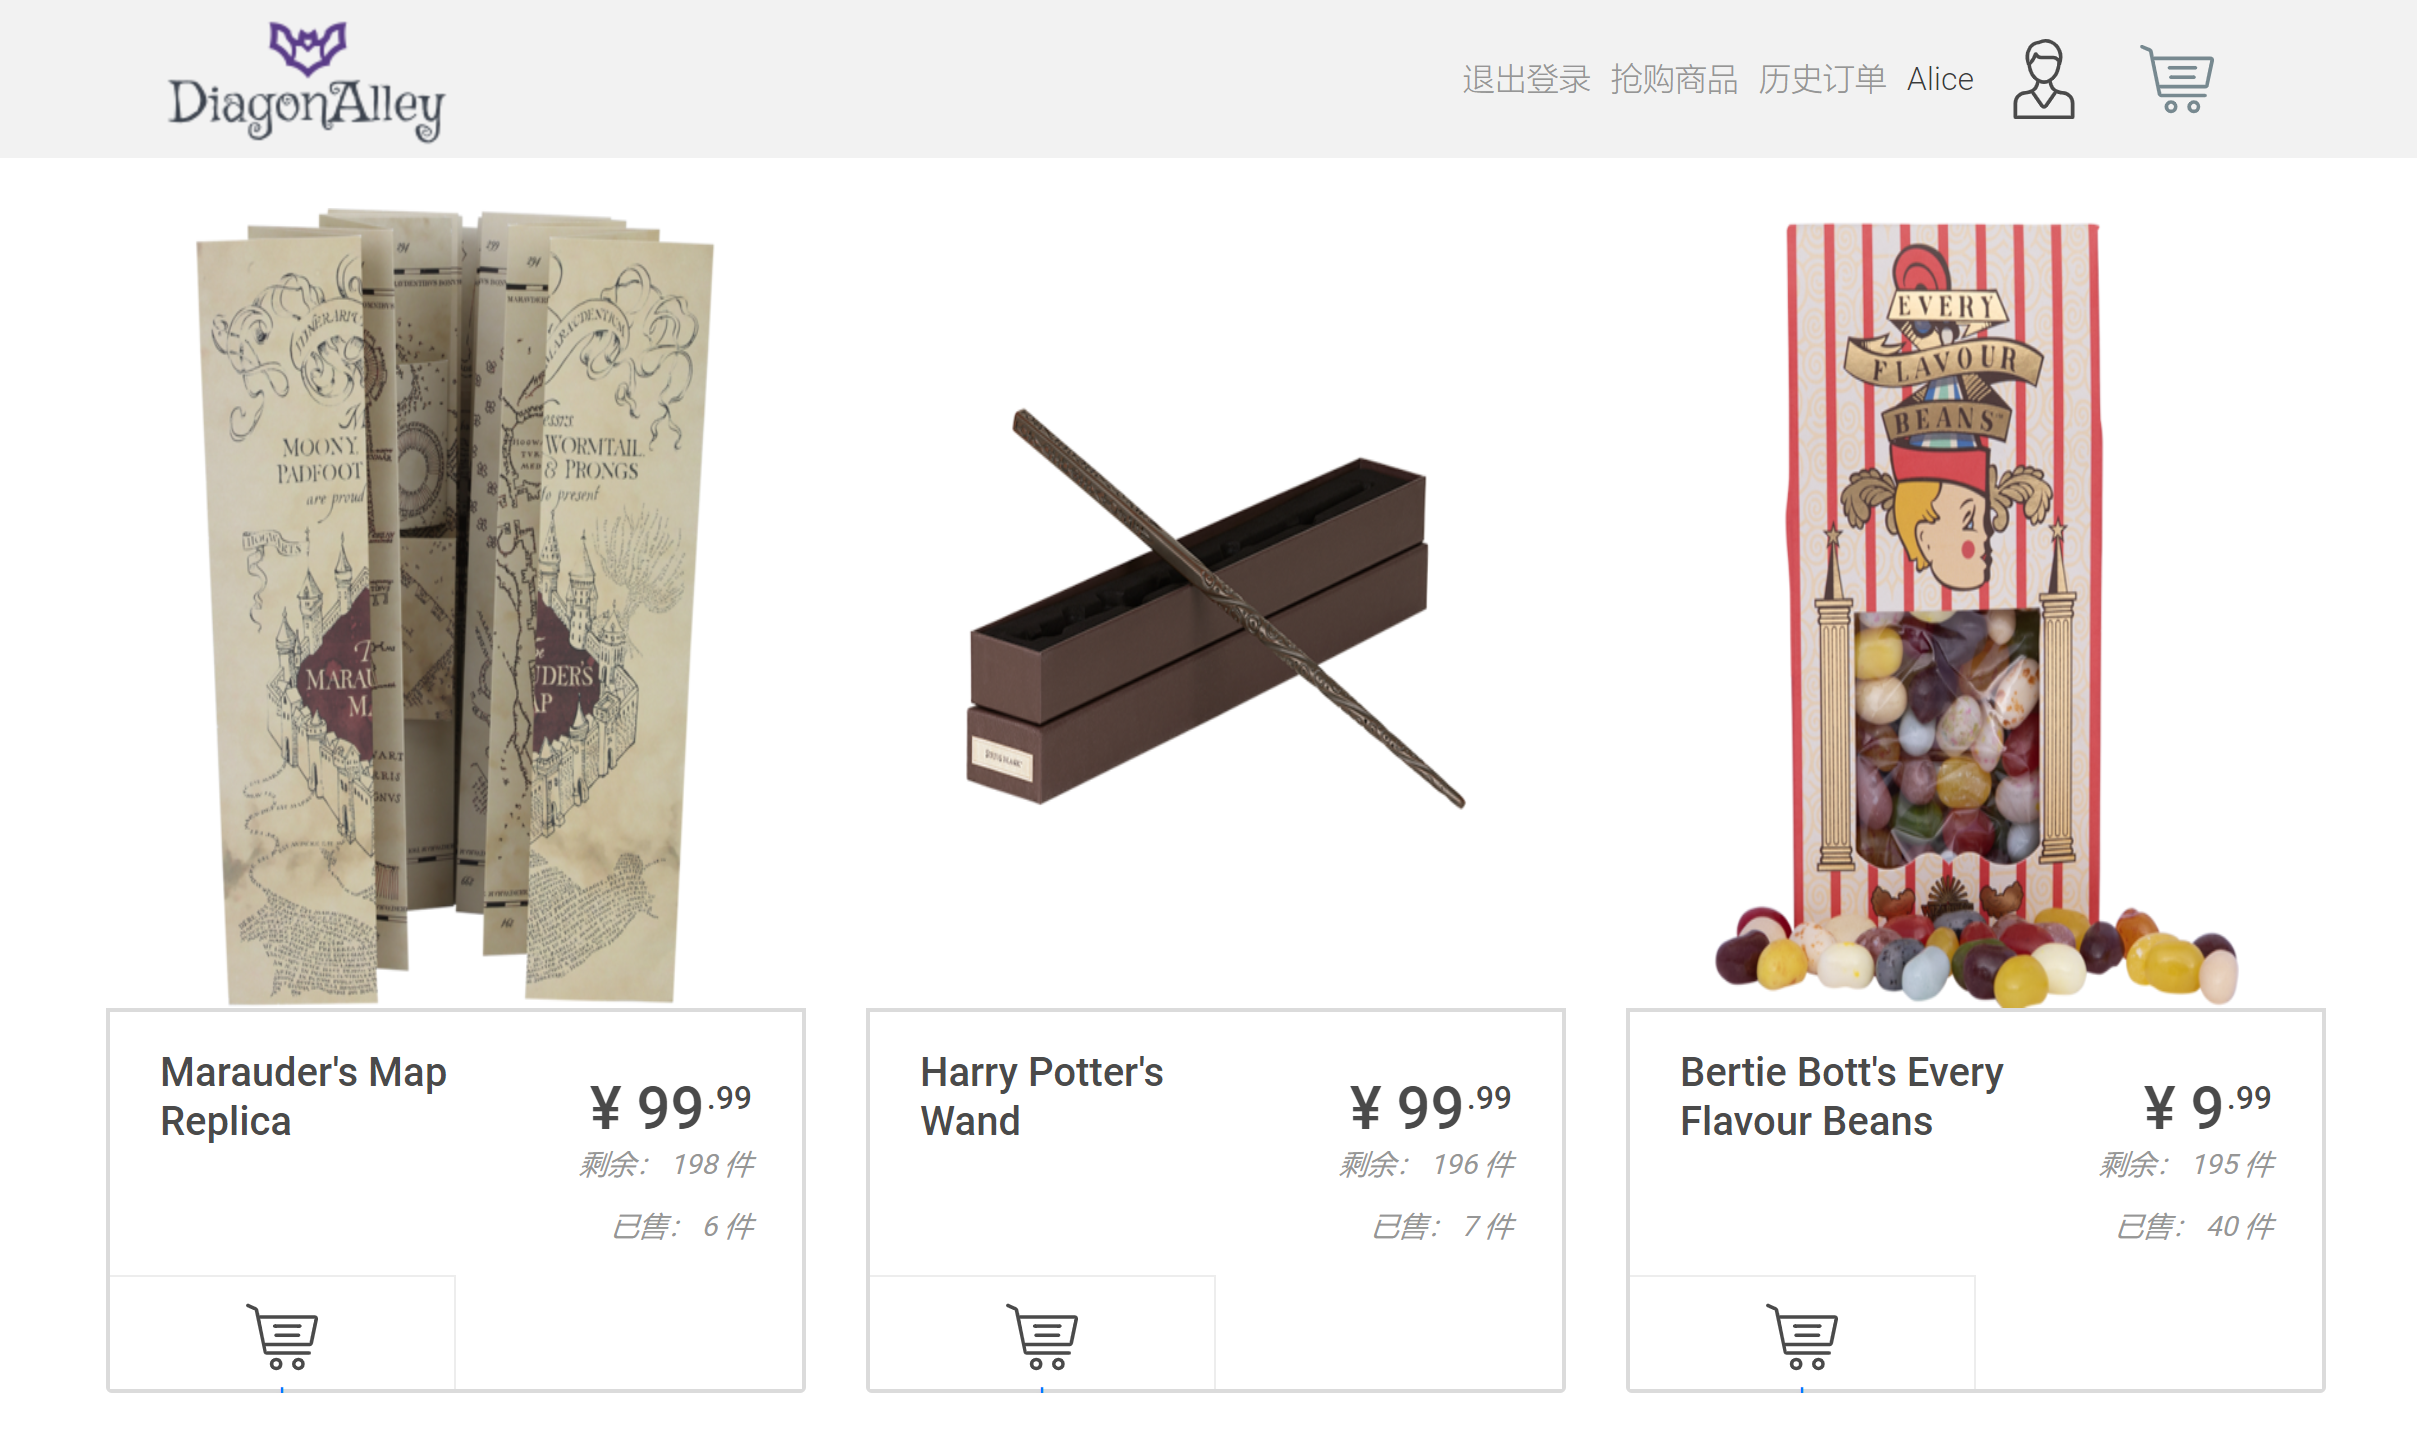 DiagonAlley
退出登录 抢购商品 历史订单 Alice
MOONY,
PADFOOT
are proud
WORMTAIL,
& PRONGS
to present
HOGWARTS
EVERY
FLAVOUR
BEANS™
Marauder's Map
Replica
¥ 99.99
剩余： 198 件
已售： 6 件
Harry Potter's
Wand
¥ 99.99
剩余： 196 件
已售： 7 件
Bertie Bott's Every
Flavour Beans
¥ 9.99
剩余： 195 件
已售： 40 件